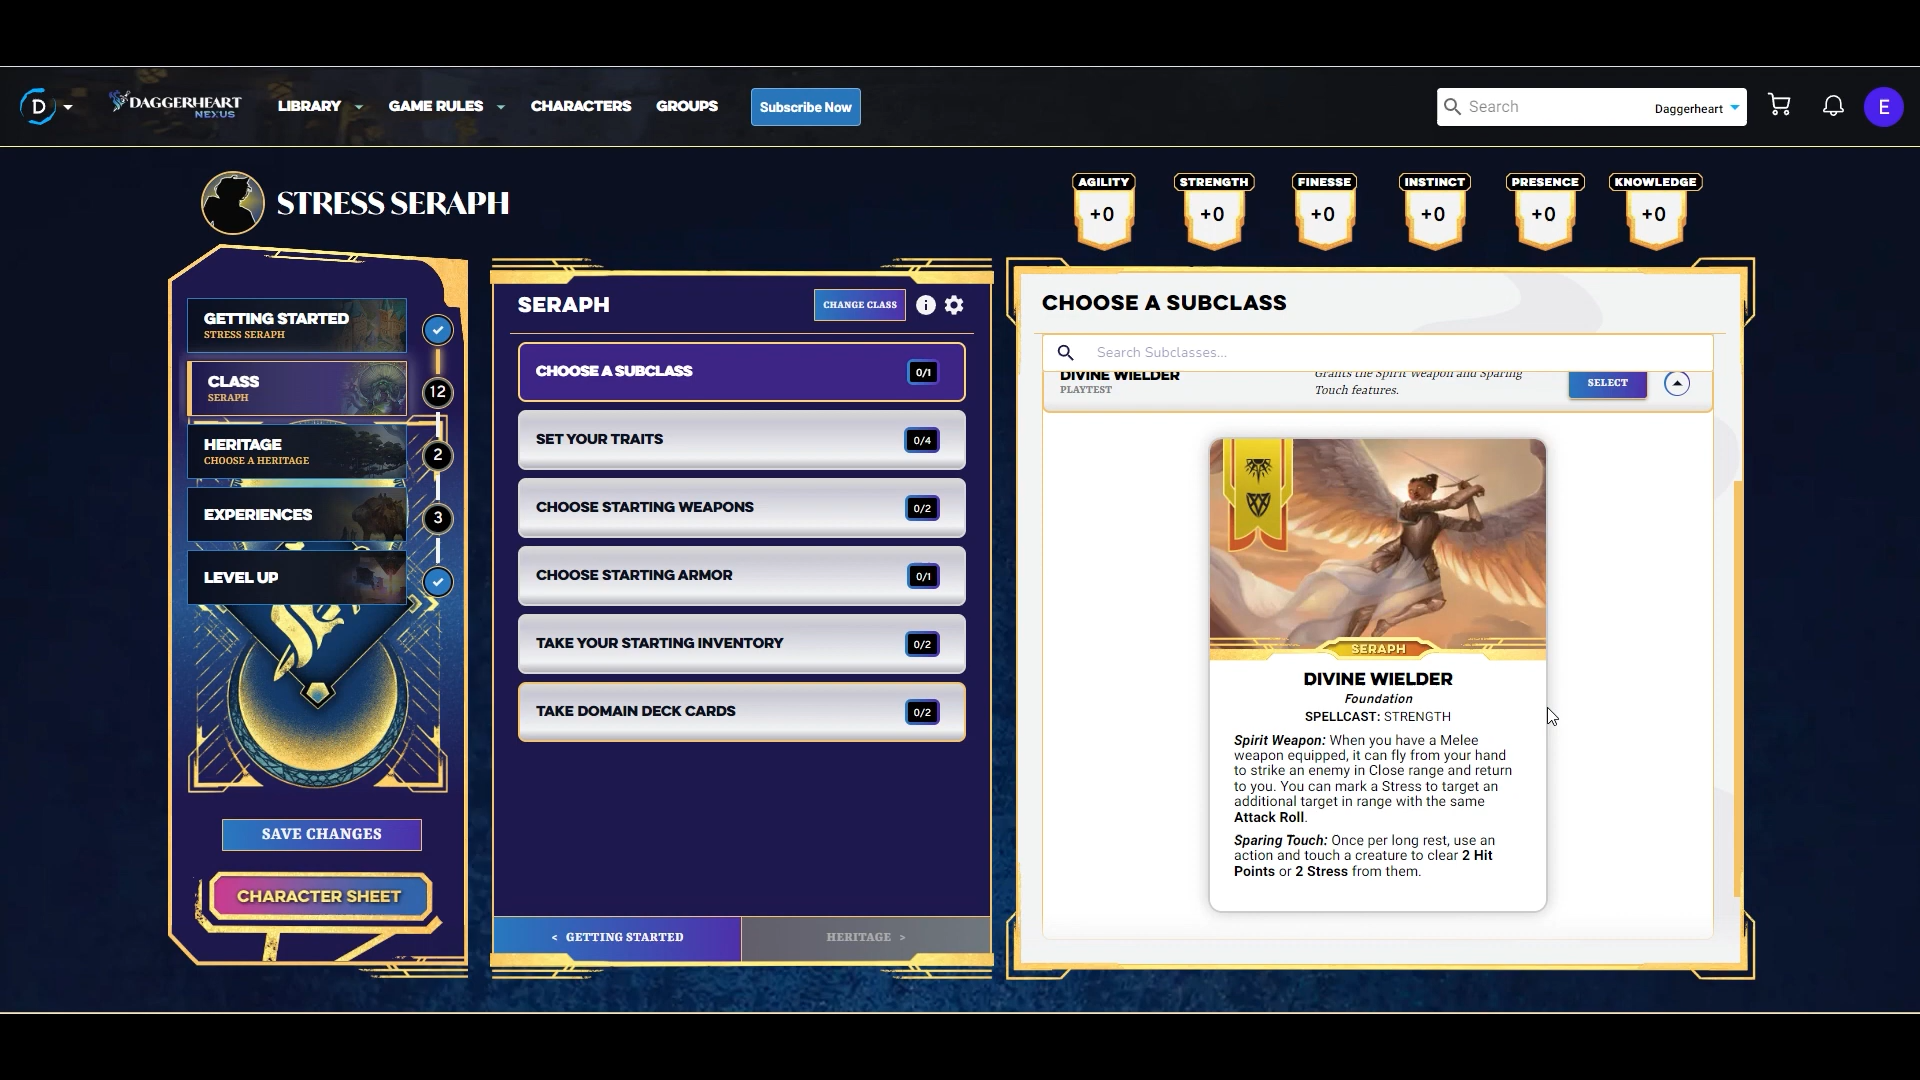 D
DAGGERHEART
NEXUS
LIBRARY
GAME RULES
CHARACTERS
GROUPS
Subscribe Now
Search
Daggerheart
E
STRESS SERAPH
AGILITY
+0
STRENGTH
+0
FINESSE
+0
INSTINCT
+0
PRESENCE
+0
KNOWLEDGE
+0
GETTING STARTED
STRESS SERAPH
CLASS
SERAPH
12
HERITAGE
CHOOSE A HERITAGE
2
EXPERIENCES
3
LEVEL UP
SAVE CHANGES
CHARACTER SHEET
SERAPH
CHANGE CLASS
CHOOSE A SUBCLASS
0/1
SET YOUR TRAITS
0/4
CHOOSE STARTING WEAPONS
0/2
CHOOSE STARTING ARMOR
0/1
TAKE YOUR STARTING INVENTORY
0/2
TAKE DOMAIN DECK CARDS
0/2
< GETTING STARTED
HERITAGE >
CHOOSE A SUBCLASS
Search Subclasses...
DIVINE WIELDER
PLAYTEST
Grants the Spirit Weapon and Sparing
Touch features.
SELECT
SERAPH
DIVINE WIELDER
Foundation
SPELLCAST: STRENGTH
Spirit Weapon: When you have a Melee
weapon equipped, it can fly from your hand
to strike an enemy in Close range and return
to you. You can mark a Stress to target an
additional target in range with the same
Attack Roll.
Sparing Touch: Once per long rest, use an
action and touch a creature to clear 2 Hit
Points or 2 Stress from them.